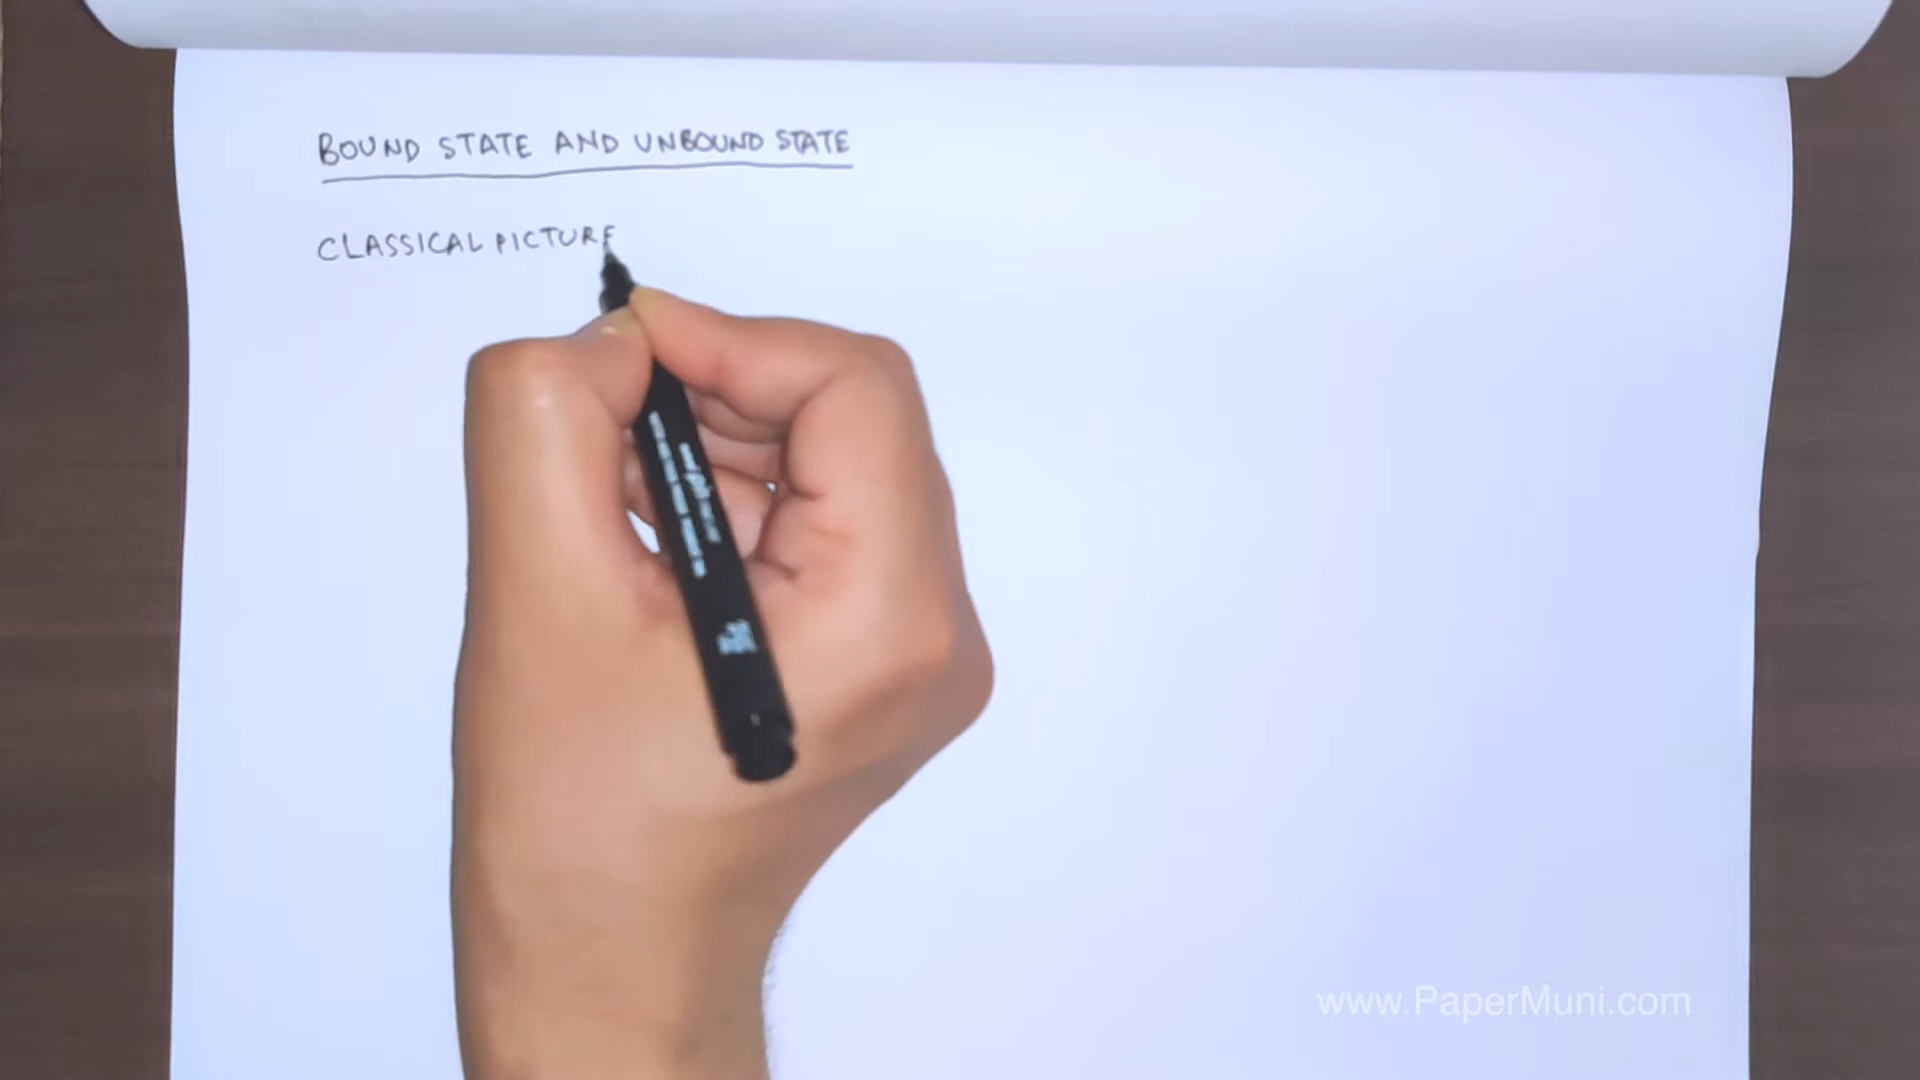 BOUND STATE AND UNBOUND STATE
CLASSICAL PICTURE
www.PaperMuni.com